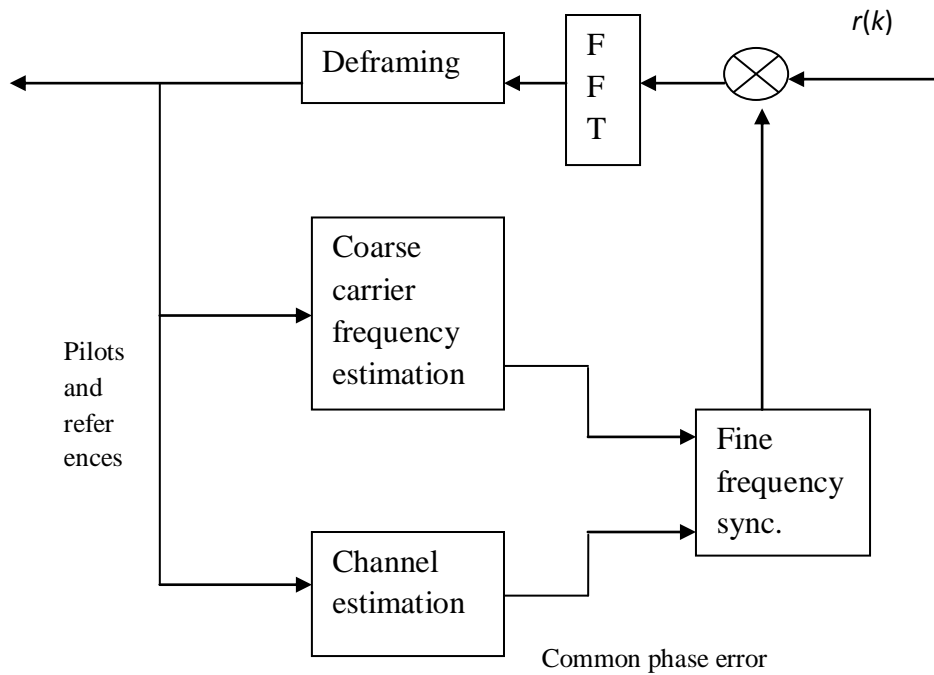 r(k)
Deframing
F
F
T
Coarse
carrier
frequency
estimation
Pilots
and
refer
ences
Fine
frequency
sync.
Channel
estimation
Common phase error